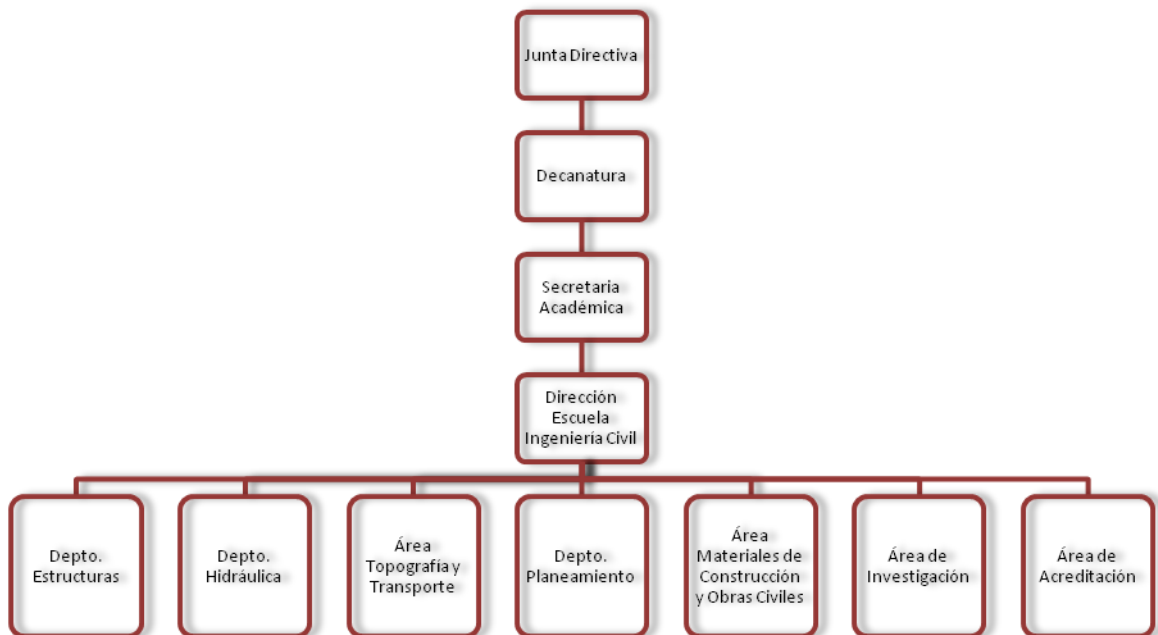 Junta Directiva
Decanatura
Secretaria
Académica
Dirección
Escuela
Ingeniería Civil
Depto.
Estructuras
Depto.
Hidráulica
Área
Topografía y
Transporte
Depto.
Planeamiento
Área
Materiales de
Construcción
y Obras Civiles
Área de
Investigación
Área de
Acreditación